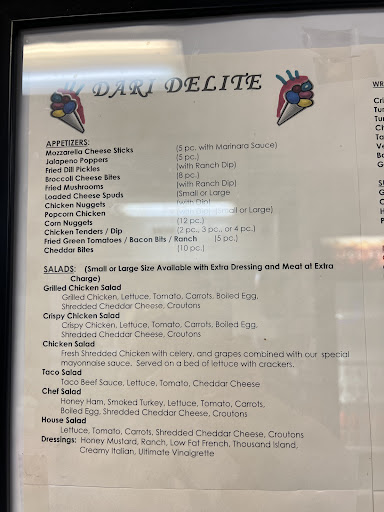 DARI DELITE
APPETIZERS:
Mozzarella Cheese Sticks (5 pc. with Marinara Sauce)
Jalapeno Poppers (5 pc.)
Fried Dill Pickles (with Ranch Dip)
Broccoli Cheese Bites (8 pc.)
Fried Mushrooms (with Ranch Dip)
Loaded Cheese Spuds (Small or Large
Chicken Nuggets (with Dip)
Popcorn Chicken (Small or Large)
Corn Nuggets (12 pc.)
Chicken Tenders / Dip (2 pc., 3 pc., or 4 pc.)
Fried Green Tomatoes / Bacon Bits / Ranch (5 pc.)
Cheddar Bites (10 pc.)
SALADS: (Small or Large Size Available with Extra Dressing and Meat at Extra
Charge)
Grilled Chicken Salad
Grilled Chicken, Lettuce, Tomato, Carrots, Boiled Egg,
Shredded Cheddar Cheese, Croutons
Crispy Chicken Salad
Crispy Chicken, Lettuce, Tomato, Carrots, Boiled Egg,
Shredded Cheddar Cheese, Croutons
Chicken Salad
Fresh Shredded Chicken with celery, and grapes combined with our special
mayonnaise sauce. Served on a bed of lettuce with crackers.
Taco Salad
Taco Beef Sauce, Lettuce, Tomato, Cheddar Cheese
Chef Salad
Honey Ham, Smoked Turkey, Lettuce, Tomato, Carrots,
Boiled Egg, Shredded Cheddar Cheese, Croutons
House Salad
Lettuce, Tomato, Carrots, Shredded Cheddar Cheese, Croutons
Dressings: Honey Mustard, Ranch, Low Fat French, Thousand Island,
Creamy Italian, Ultimate Vinaigrette